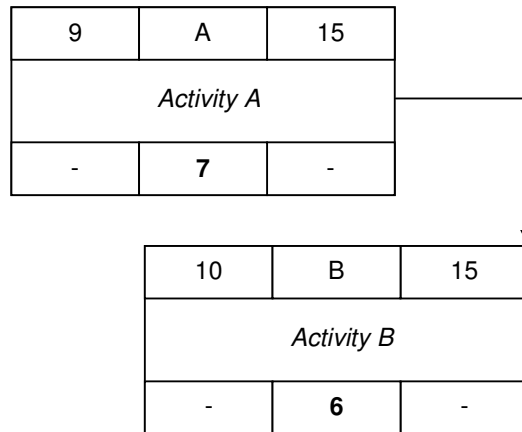 9 A 15
Activity A
- 7 -
10 B 15
Activity B
- 6 -